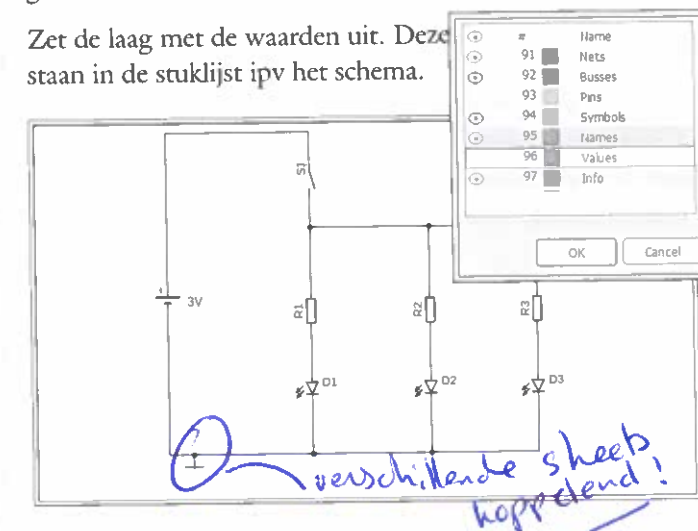 Zet de laag met de waarden uit. Deze
staan in de stuklijst ipv het schema.
# Name
91 Nets
92 Busses
93 Pins
94 Symbols
95 Names
96 Values
97 Info
OK Cancel
S1
3V
R1 R2 R3
D1 D2 D3
verschillende sheets
koppelend!